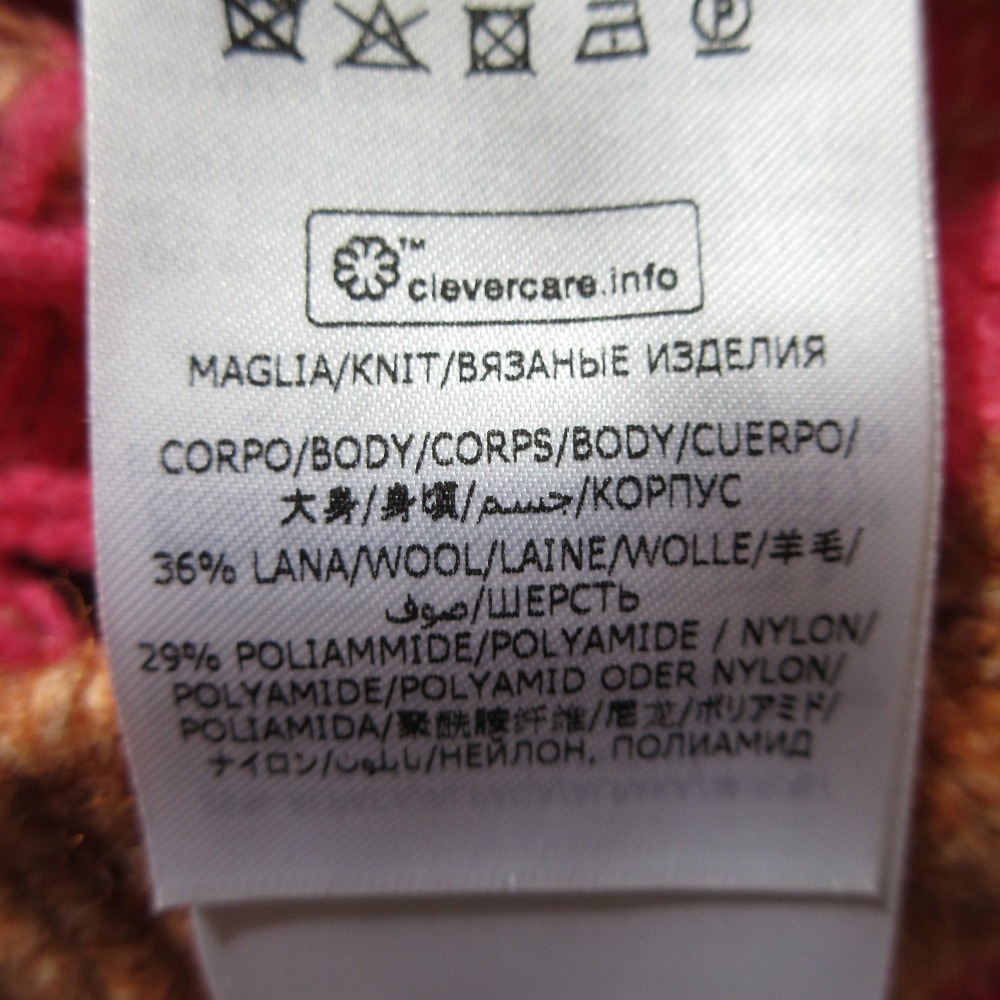 P
™
clevercare.info
MAGLIA/KNIT/ВЯЗАНЫЕ ИЗДЕЛИЯ
CORPO/BODY/CORPS/BODY/CUERPO/
大身/身頃/جسم/КОРПУС
36% LANA/WOOL/LAINE/WOLLE/羊毛/
صوف/ШЕРСТЬ
29% POLIAMMIDE/POLYAMIDE / NYLON/
POLYAMIDE/POLYAMID ODER NYLON/
POLIAMIDA/聚酰胺纤维/尼龙/ポリアミド/
ナイロン/نايلون/НЕЙЛОН, ПОЛИАМИД